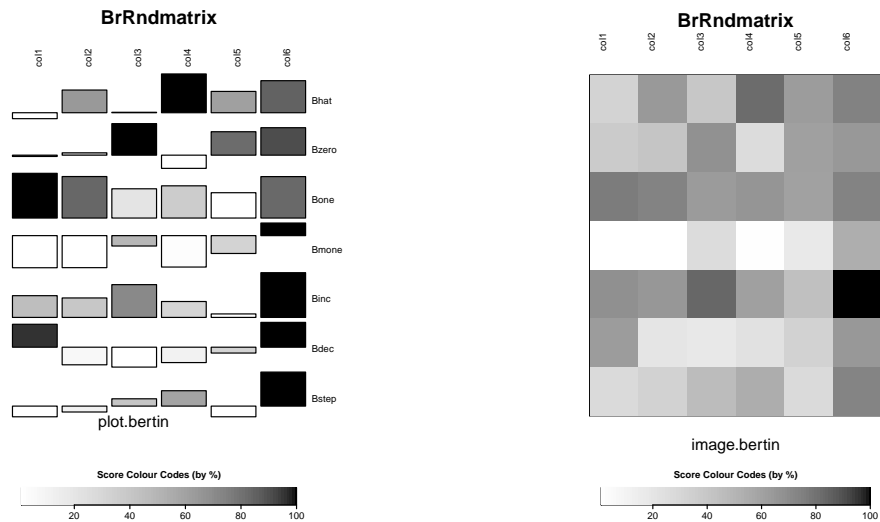 BrRndmatrix
col1 col2 col3 col4 col5 col6
Bhat
Bzero
Bone
Bmone
Binc
Bdec
Bstep
plot.bertin
Score Colour Codes (by %)
20 40 60 80 100
BrRndmatrix
col1 col2 col3 col4 col5 col6
image.bertin
Score Colour Codes (by %)
20 40 60 80 100